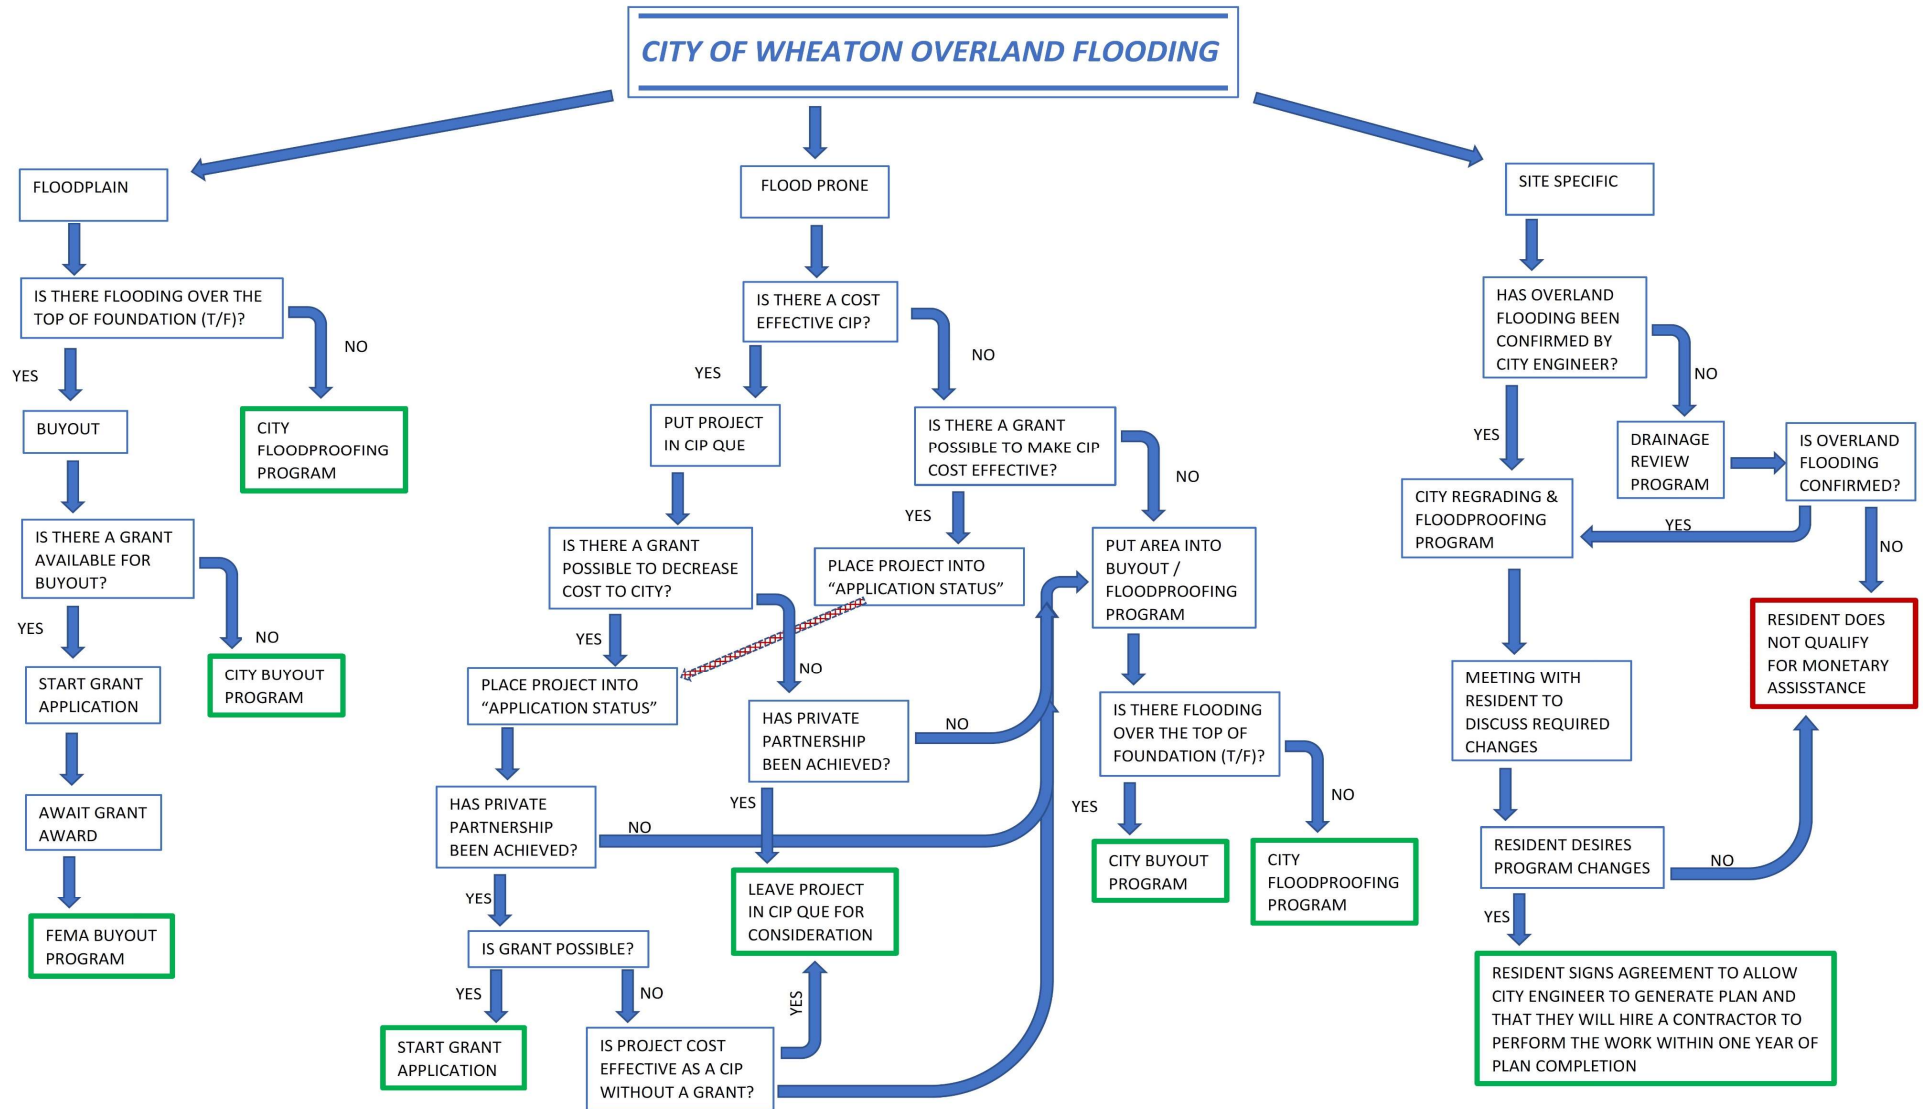 CITY OF WHEATON OVERLAND FLOODING
FLOODPLAIN
IS THERE FLOODING OVER THE
TOP OF FOUNDATION (T/F)?
NO
YES
BUYOUT
CITY
FLOODPROOFING
PROGRAM
IS THERE A GRANT
AVAILABLE FOR
BUYOUT?
YES
NO
CITY BUYOUT
PROGRAM
START GRANT
APPLICATION
AWAIT GRANT
AWARD
FEMA BUYOUT
PROGRAM
FLOOD PRONE
IS THERE A COST
EFFECTIVE CIP?
YES
NO
PUT PROJECT
IN CIP QUE
IS THERE A GRANT
POSSIBLE TO MAKE CIP
COST EFFECTIVE?
YES
NO
IS THERE A GRANT
POSSIBLE TO DECREASE
COST TO CITY?
PLACE PROJECT INTO
“APPLICATION STATUS”
PUT AREA INTO
BUYOUT /
FLOODPROOFING
PROGRAM
YES
NO
PLACE PROJECT INTO
“APPLICATION STATUS”
HAS PRIVATE
PARTNERSHIP
BEEN ACHIEVED?
NO
YES
IS THERE FLOODING
OVER THE TOP OF
FOUNDATION (T/F)?
YES
NO
CITY BUYOUT
PROGRAM
CITY
FLOODPROOFING
PROGRAM
HAS PRIVATE
PARTNERSHIP
BEEN ACHIEVED?
NO
YES
LEAVE PROJECT
IN CIP QUE FOR
CONSIDERATION
IS GRANT POSSIBLE?
YES
NO
YES
START GRANT
APPLICATION
IS PROJECT COST
EFFECTIVE AS A CIP
WITHOUT A GRANT?
SITE SPECIFIC
HAS OVERLAND
FLOODING BEEN
CONFIRMED BY
CITY ENGINEER?
NO
YES
DRAINAGE
REVIEW
PROGRAM
IS OVERLAND
FLOODING
CONFIRMED?
CITY REGRADING &
FLOODPROOFING
PROGRAM
YES
NO
RESIDENT DOES
NOT QUALIFY
FOR MONETARY
ASSISSTANCE
MEETING WITH
RESIDENT TO
DISCUSS REQUIRED
CHANGES
RESIDENT DESIRES
PROGRAM CHANGES
NO
YES
RESIDENT SIGNS AGREEMENT TO ALLOW
CITY ENGINEER TO GENERATE PLAN AND
THAT THEY WILL HIRE A CONTRACTOR TO
PERFORM THE WORK WITHIN ONE YEAR OF
PLAN COMPLETION